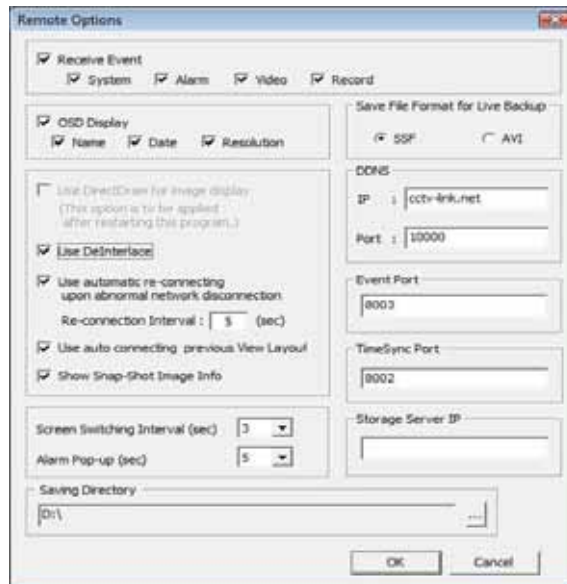 Remote Options
Receive Event
System Alarm Video Record
OSD Display
Name Date Resolution
Save File Format for Live Backup
SSF AVI
Use DirectDraw for image display
(This option is to be applied
after restarting this program.)
Use DeInterlace
Use automatic re-connecting
upon abnormal network disconnection
Re-connection Interval : 5 (sec)
Use auto connecting previous View Layout
Show Snap-Shot Image Info
DDNS
IP : cctv-link.net
Port : 10000
Event Port
8003
TimeSync Port
8002
Storage Server IP
Screen Switching Interval (sec) 3
Alarm Pop-up (sec) 5
Saving Directory
D:\
...
OK Cancel